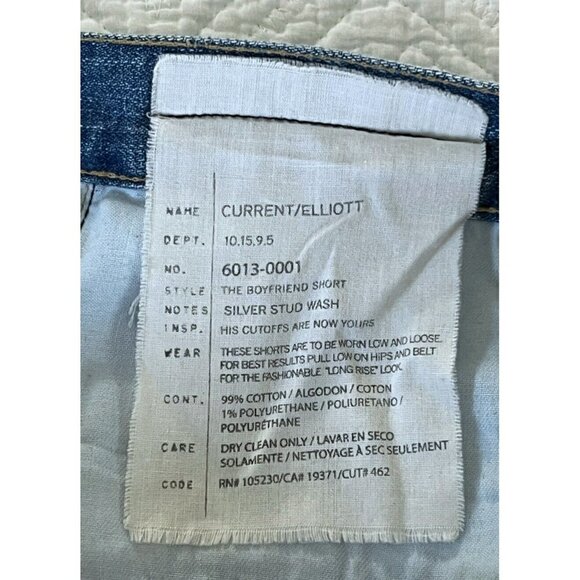 NAME CURRENT/ELLIOTT
DEPT. 10.15.9.5
NO. 6013-0001
STYLE THE BOYFRIEND SHORT
NOTES SILVER STUD WASH
INSP. HIS CUTOFFS ARE NOW YOURS
WEAR THESE SHORTS ARE TO BE WORN LOW AND LOOSE.
FOR BEST RESULTS PULL LOW ON HIPS AND BELT
FOR THE FASHIONABLE "LONG RISE" LOOK.
CONT. 99% COTTON / ALGODON / COTON
1% POLYURETHANE / POLIURETANO /
POLYURÉTHANE
CARE DRY CLEAN ONLY / LAVAR EN SECO
SOLAMENTE / NETTOYAGE À SEC SEULEMENT
CODE RN# 105230/CA# 19371/CUT# 462